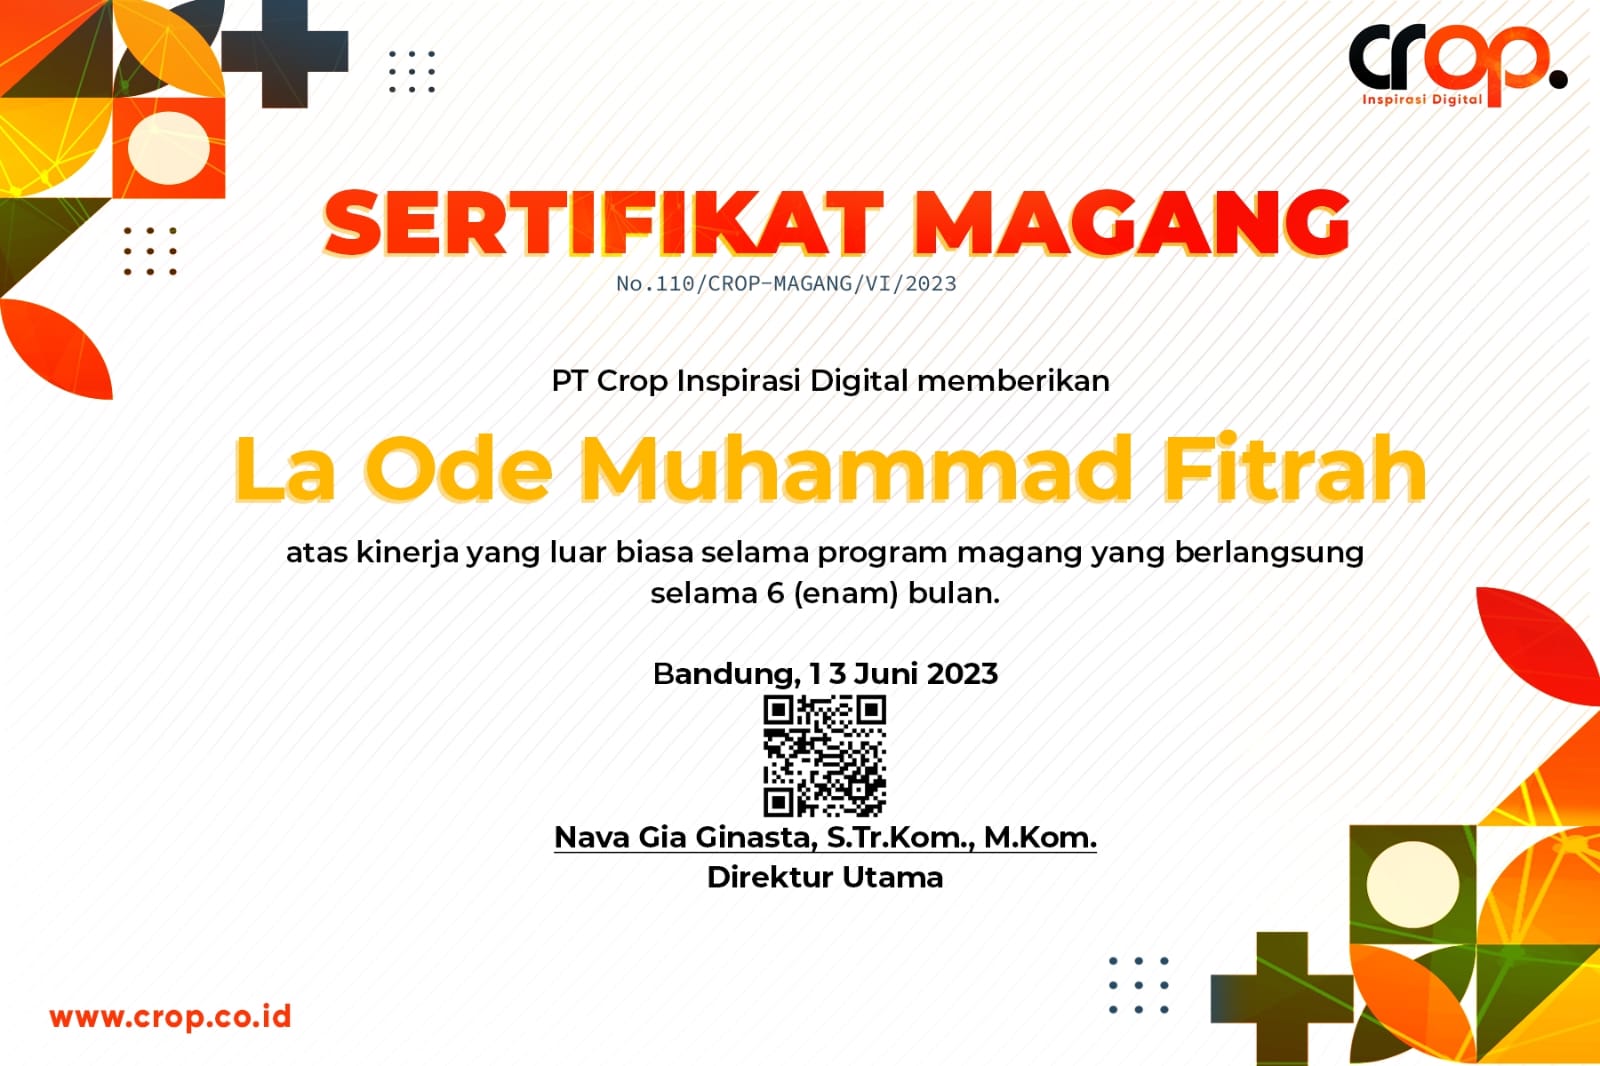 crop.
Inspirasi Digital
SERTIFIKAT MAGANG
No.110/CROP-MAGANG/VI/2023
PT Crop Inspirasi Digital memberikan
La Ode Muhammad Fitrah
atas kinerja yang luar biasa selama program magang yang berlangsung
selama 6 (enam) bulan.
Bandung, 1 3 Juni 2023
Nava Gia Ginasta, S.Tr.Kom., M.Kom.
Direktur Utama
www.crop.co.id